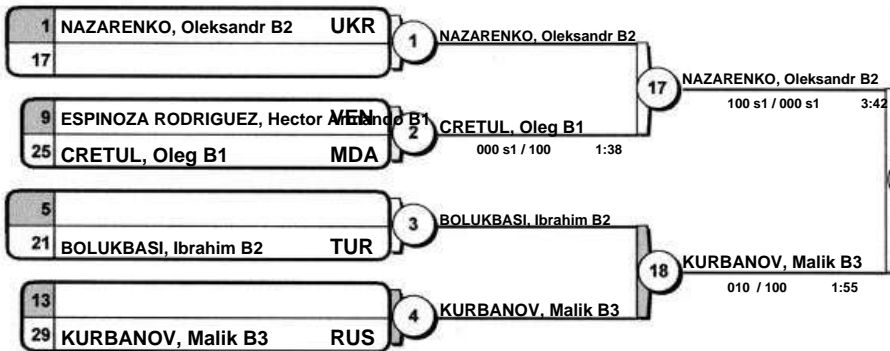 1 NAZARENKO, Oleksandr B2 UKR
17
1
NAZARENKO, Oleksandr B2
9 ESPINOZA RODRIGUEZ, Hector Armando B1 VEN
25 CRETUL, Oleg B1 MDA
2
CRETUL, Oleg B1
000 s1 / 100 1:38
17
NAZARENKO, Oleksandr B2
100 s1 / 000 s1 3:42
5
21 BOLUKBASI, Ibrahim B2 TUR
3
BOLUKBASI, Ibrahim B2
13
29 KURBANOV, Malik B3 RUS
4
KURBANOV, Malik B3
18
KURBANOV, Malik B3
010 / 100 1:55